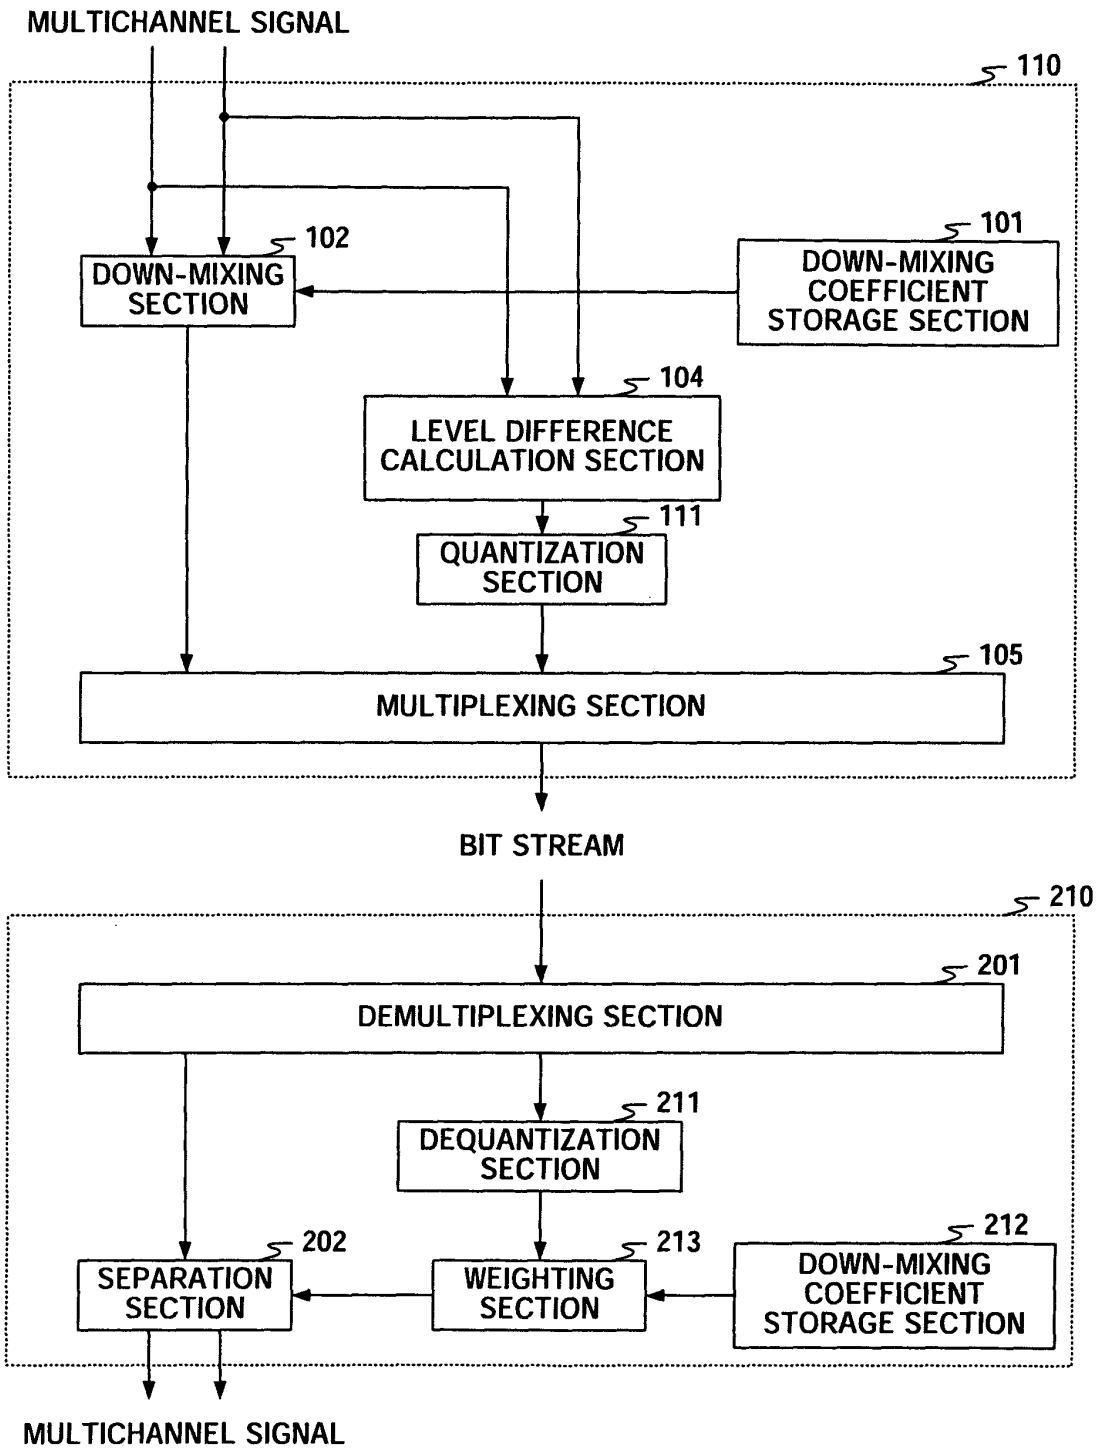 MULTICHANNEL SIGNAL
110
102
DOWN-MIXING
SECTION
101
DOWN-MIXING
COEFFICIENT
STORAGE SECTION
104
LEVEL DIFFERENCE
CALCULATION SECTION
111
QUANTIZATION
SECTION
105
MULTIPLEXING SECTION
BIT STREAM
210
201
DEMULTIPLEXING SECTION
211
DEQUANTIZATION
SECTION
202
SEPARATION
SECTION
213
WEIGHTING
SECTION
212
DOWN-MIXING
COEFFICIENT
STORAGE SECTION
MULTICHANNEL SIGNAL